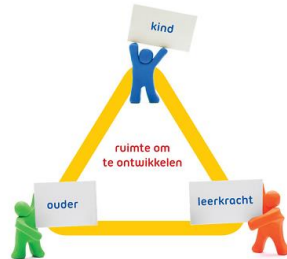 kind
ruimte om
te ontwikkelen
ouder
leerkracht